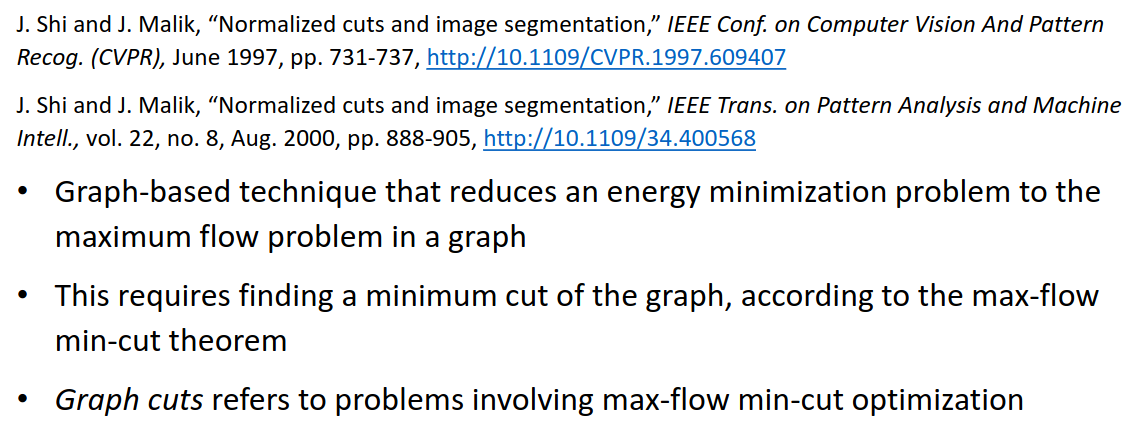 J. Shi and J. Malik, “Normalized cuts and image segmentation,” IEEE Conf. on Computer Vision And Pattern
Recog. (CVPR), June 1997, pp. 731-737, http://10.1109/CVPR.1997.609407
J. Shi and J. Malik, “Normalized cuts and image segmentation,” IEEE Trans. on Pattern Analysis and Machine
Intell., vol. 22, no. 8, Aug. 2000, pp. 888-905, http://10.1109/34.400568
• Graph-based technique that reduces an energy minimization problem to the
maximum flow problem in a graph
• This requires finding a minimum cut of the graph, according to the max-flow
min-cut theorem
• Graph cuts refers to problems involving max-flow min-cut optimization